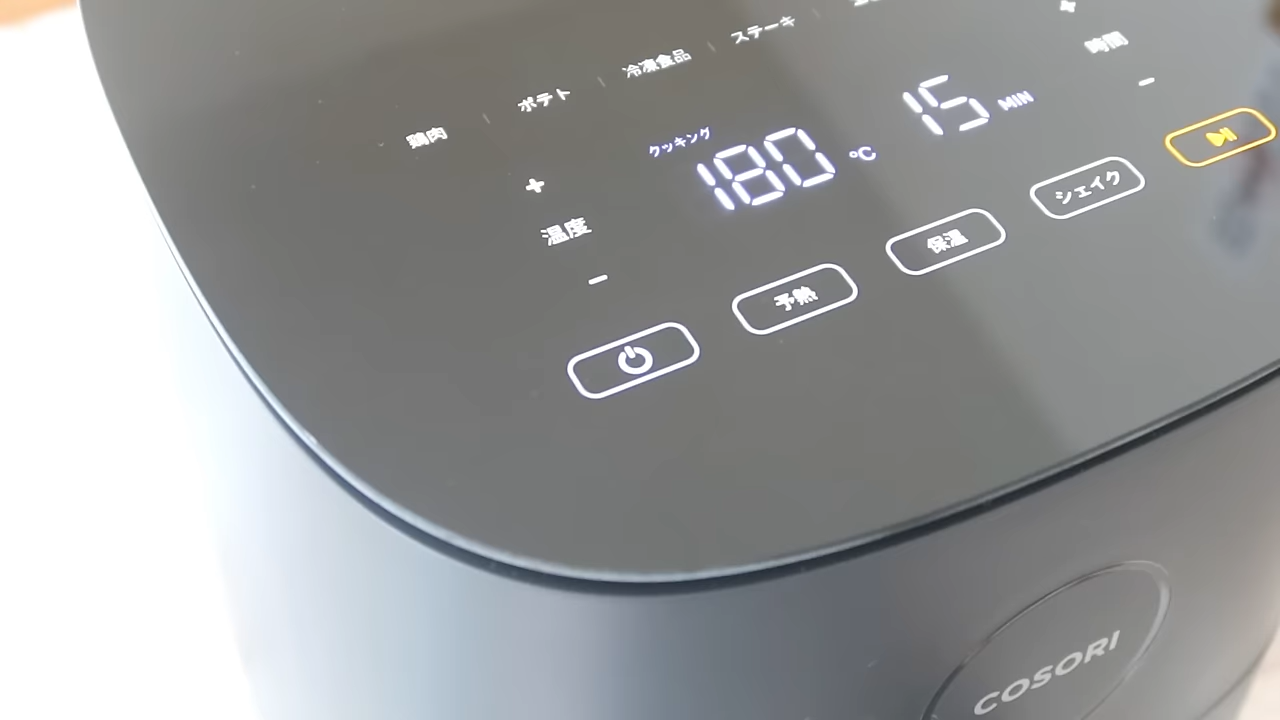 鶏肉 | ポテト | 冷凍食品 | ステーキ |
+ 温度 −
クッキング
180 °C
15 MIN
+ 時間 −
予熱
保温
シェイク
COSORI